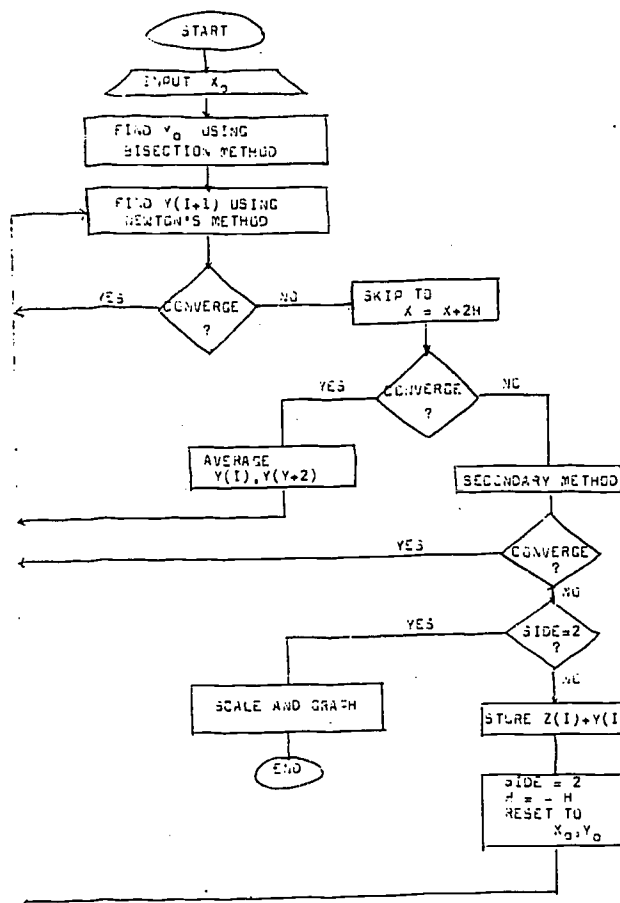 START
INPUT X0
FIND Y0 USING
BISECTION METHOD
FIND Y(I+1) USING
NEWTON'S METHOD
YES
CONVERGE
?
NO
SKIP TO
X = X+2H
YES
CONVERGE
?
NO
AVERAGE
Y(I),Y(Y+2)
SECONDARY METHOD
YES
CONVERGE
?
NO
YES
SIDE=2
?
NO
SCALE AND GRAPH
STORE Z(I)+Y(I
END
SIDE = 2
H = - H
RESET TO
X0,Y0